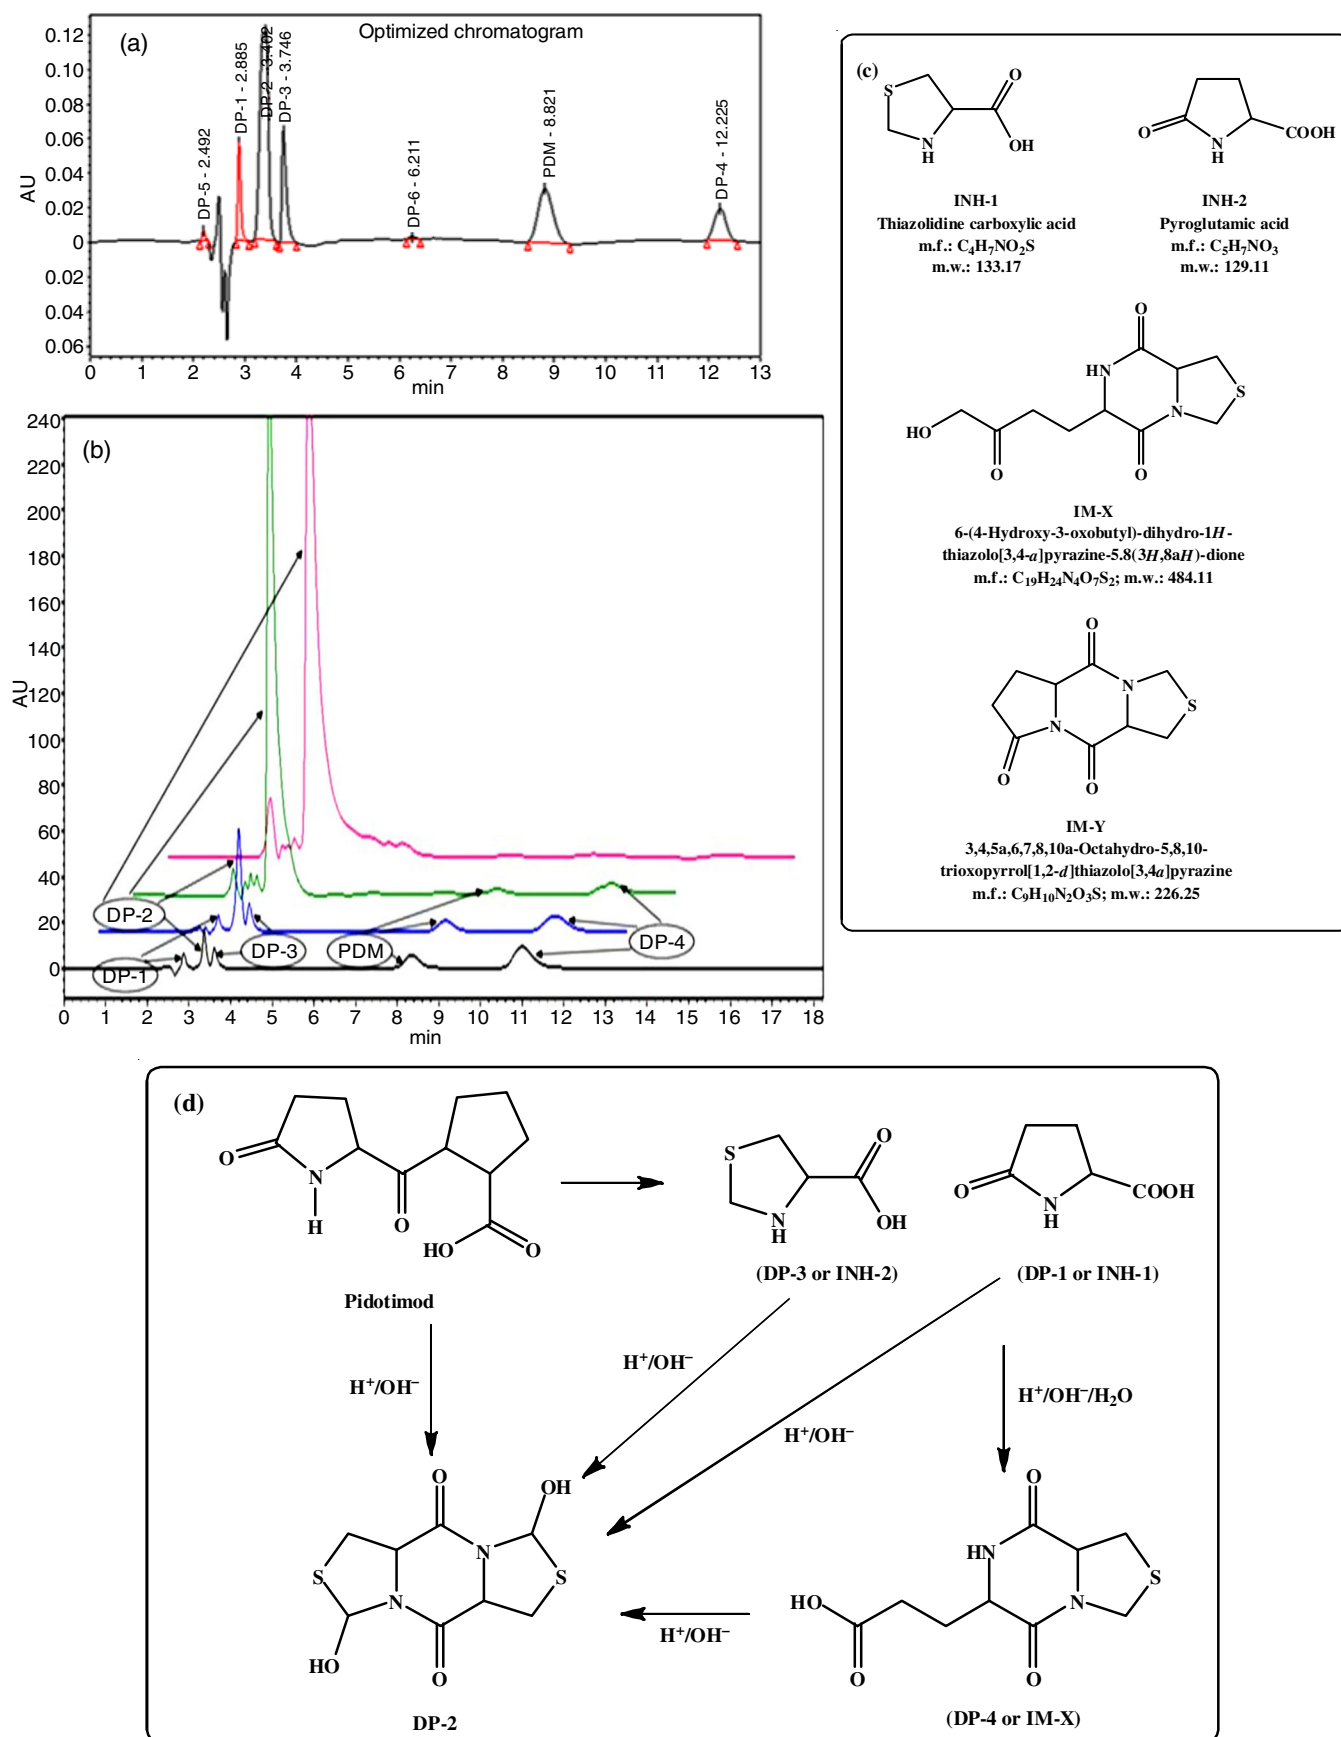 (a)
Optimized chromatogram
DP-5 - 2.492
DP-1 - 2.885
DP-2 - 3.402
DP-3 - 3.746
DP-6 - 6.211
PDM - 8.821
DP-4 - 12.225
AU
0.12
0.10
0.08
0.06
0.04
0.02
0
0.02
0.04
0.06
0 1 2 3 4 5 6 7 8 9 10 11 12 13
min
(b)
AU
240
220
200
180
160
140
120
100
80
60
40
20
0
DP-2
DP-1
DP-3
PDM
DP-4
0 1 2 3 4 5 6 7 8 9 10 11 12 13 14 15 16 17 18
min
(c)
S
N
H
O
OH
O
N
H
COOH
INH-1
Thiazolidine carboxylic acid
m.f.: C4H7NO2S
m.w.: 133.17
INH-2
Pyroglutamic acid
m.f.: C5H7NO3
m.w.: 129.11
O
HN
S
N
HO
O
O
IM-X
6-(4-Hydroxy-3-oxobutyl)-dihydro-1H-
thiazolo[3,4-a]pyrazine-5.8(3H,8aH)-dione
m.f.: C19H24N4O7S2; m.w.: 484.11
O
N
S
N
O
O
IM-Y
3,4,5a,6,7,8,10a-Octahydro-5,8,10-
trioxopyrrol[1,2-d]thiazolo[3,4a]pyrazine
m.f.: C9H10N2O3S; m.w.: 226.25
(d)
O
N
H
O
HO
O
Pidotimod
S
N
H
O
OH
(DP-3 or INH-2)
O
N
H
COOH
(DP-1 or INH-1)
H+/OH–
H+/OH–
H+/OH–
H+/OH–/H2O
O
OH
N
S
S
N
HO
O
DP-2
H+/OH–
O
HN
S
N
HO
O
O
(DP-4 or IM-X)